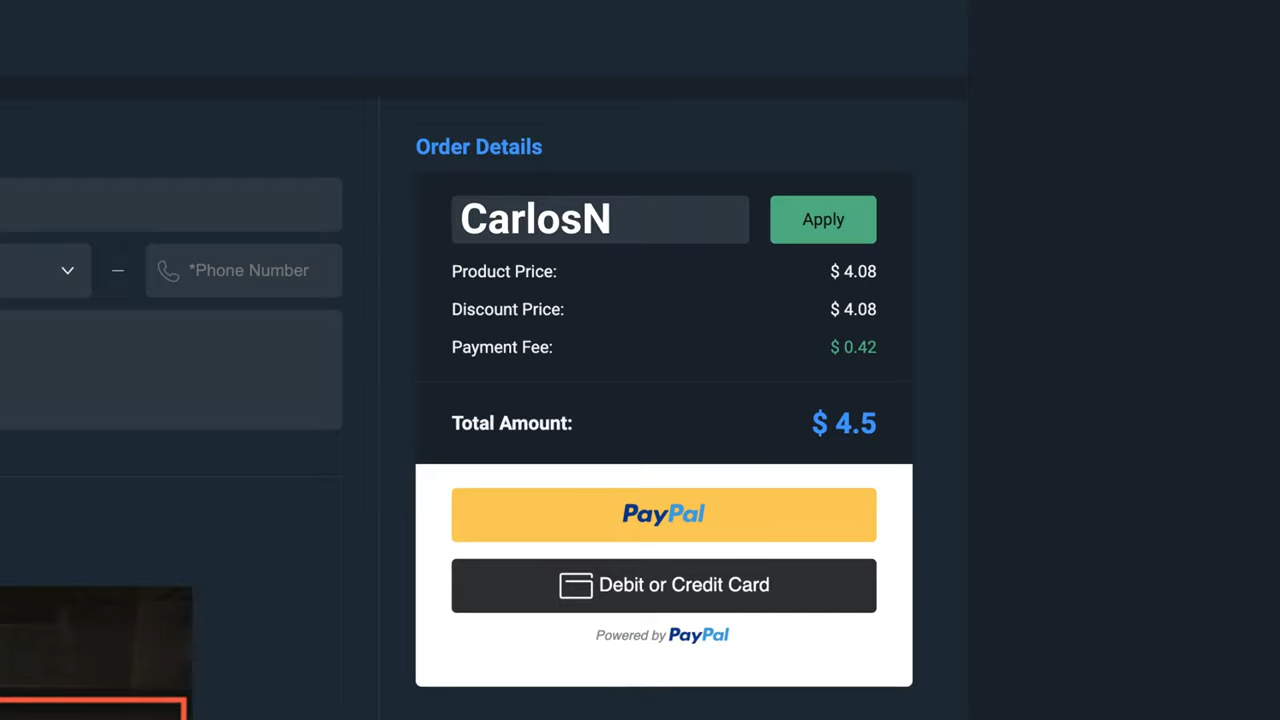 Order Details
CarlosN
Apply
Product Price: $ 4.08
*Phone Number
Discount Price: $ 4.08
Payment Fee: $ 0.42
Total Amount: $ 4.5
PayPal
Debit or Credit Card
Powered by PayPal